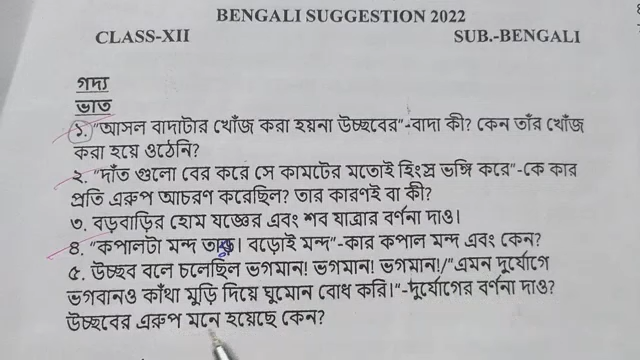 BENGALI SUGGESTION 2022
CLASS-XII SUB.-BENGALI
গদ্য
ভাত
১. "আসল বাদাটার খোঁজ করা হয়না উচ্ছবের"-বাদা কী? কেন তাঁর খোঁজ
করা হয়ে ওঠেনি?
২. "দাঁত গুলো বের করে সে কামটের মতোই হিংস্র ভঙ্গি করে"-কে কার
প্রতি এরূপ আচরণ করেছিল? তার কারণই বা কী?
৩. বড়বাড়ির হোম যজ্ঞের এবং শব যাত্রার বর্ণনা দাও।
৪. "কপালটা মন্দ তার। বড়োই মন্দ"-কার কপাল মন্দ এবং কেন?
৫. উচ্ছব বলে চলেছিল ভগমান! ভগমান! ভগমান!/"এমন দুর্যোগে
ভগবানও কাঁথা মুড়ি দিয়ে ঘুমোন বোধ করি।"-দুর্যোগের বর্ণনা দাও?
উচ্ছবের এরূপ মনে হয়েছে কেন?